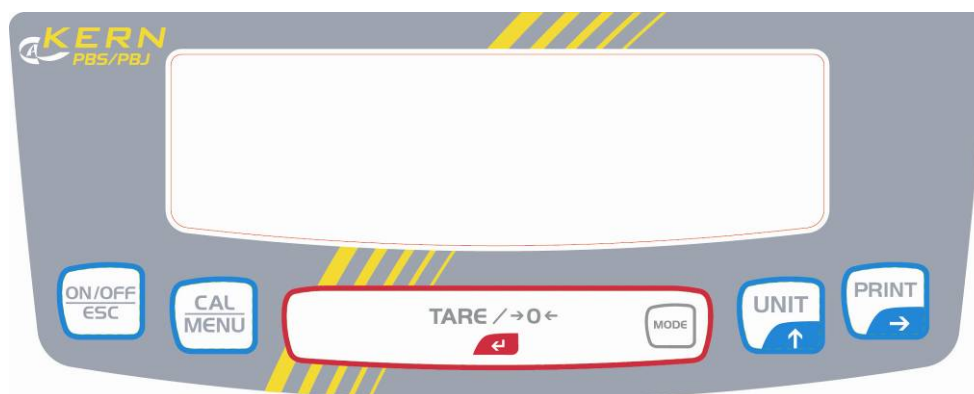 KERN
PBS/PBJ
ON/OFF
ESC
CAL
MENU
TARE / →0←
MODE
UNIT
PRINT